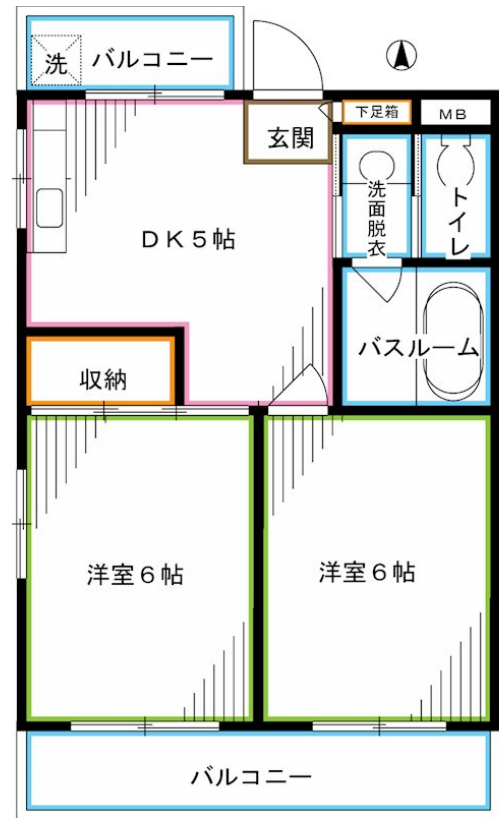 洗
バルコニー
玄関
下足箱
MB
洗面脱衣
トイレ
DK5帖
バスルーム
収納
洋室6帖
洋室6帖
バルコニー